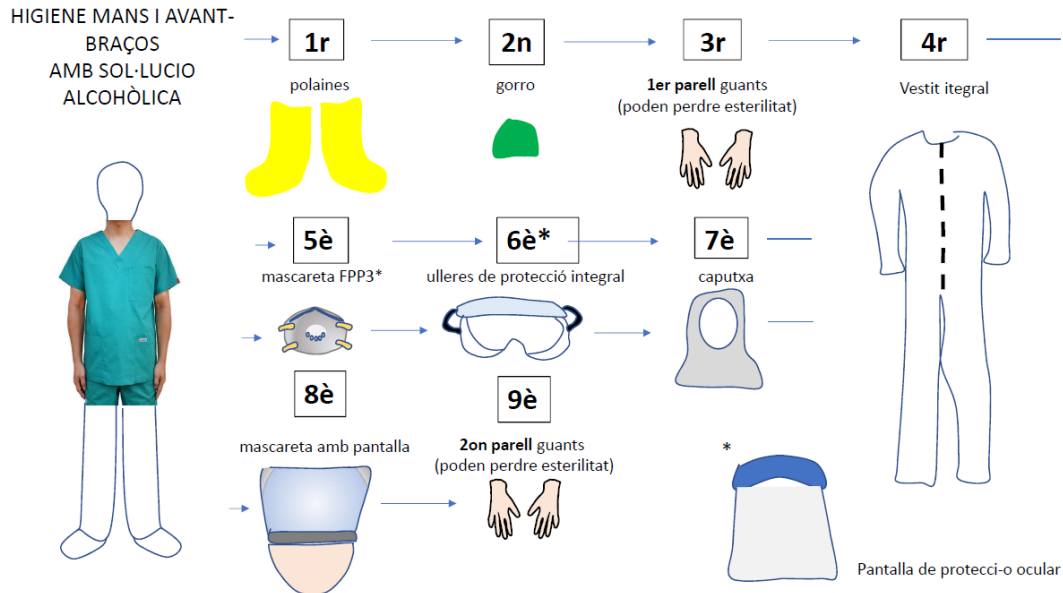 HIGIENE MANS I AVANT-
BRAÇOS
AMB SOL·LUCIO
ALCOHÒLICA
1r
2n
3r
4r
polaines
gorro
1er parell guants
(poden perdre esterilitat)
Vestit itegral
5è
6è*
7è
mascareta FPP3*
ulleres de protecció integral
caputxa
8è
9è
mascareta amb pantalla
2on parell guants
(poden perdre esterilitat)
*
Pantalla de protecci-o ocular